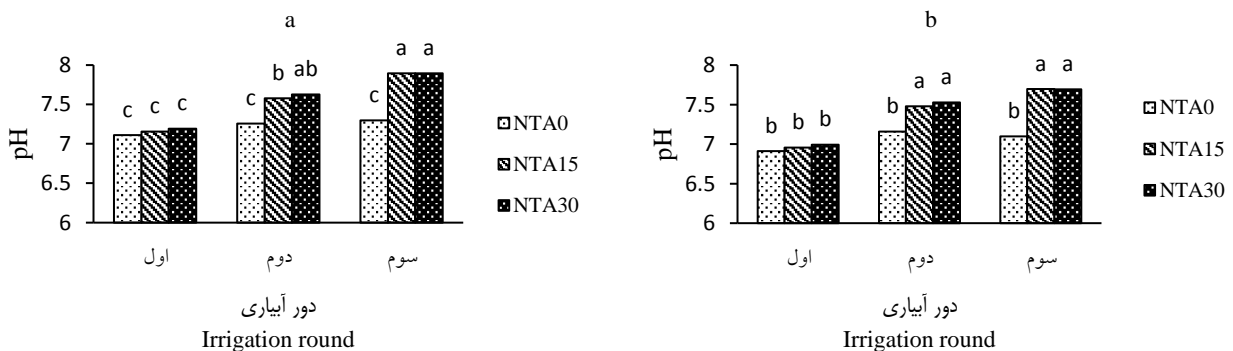 a
a a
b ab
c c c c c
8
7.5
7
6.5
6
pH
NTA0
NTA15
NTA30
اول دوم سوم
دور آبیاری
Irrigation round
b
a a
a a
b b b b b
8
7.5
7
6.5
6
pH
NTA0
NTA15
NTA30
اول دوم سوم
دور آبیاری
Irrigation round